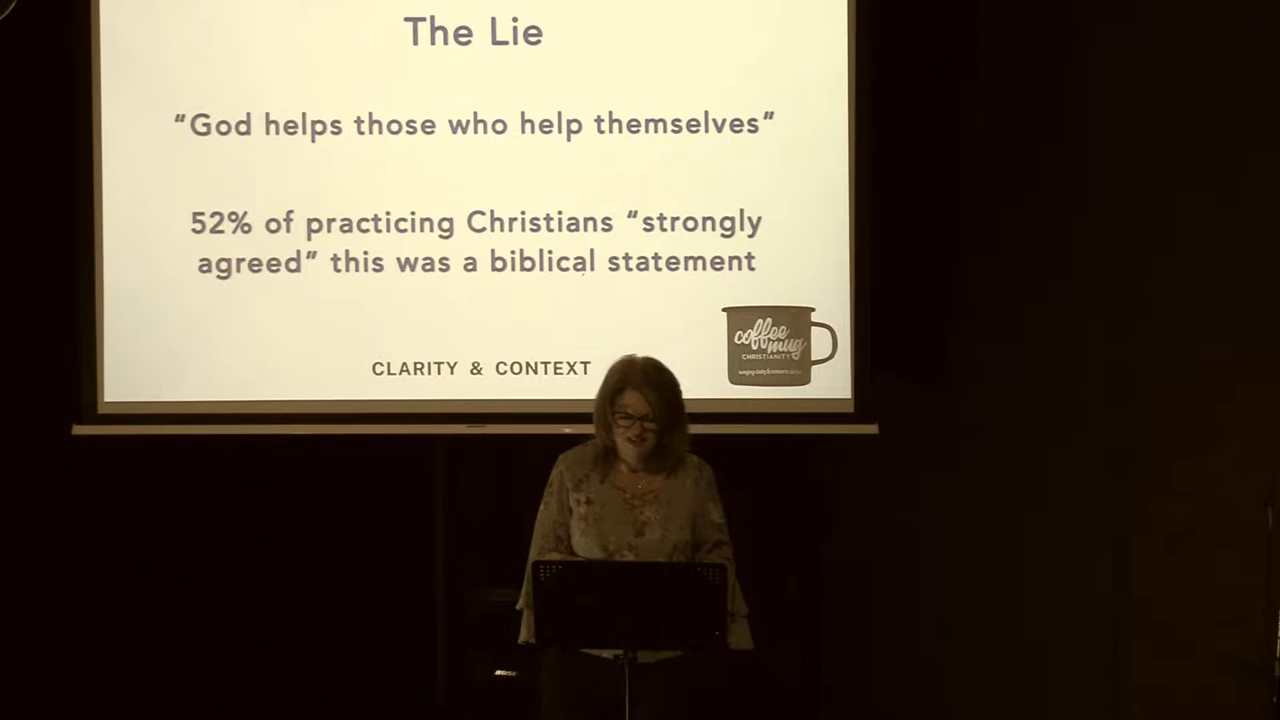 The Lie
“God helps those who help themselves”
52% of practicing Christians “strongly
agreed” this was a biblical statement
CLARITY & CONTEXT
coffee
mug
CHRISTIANITY
BOSE